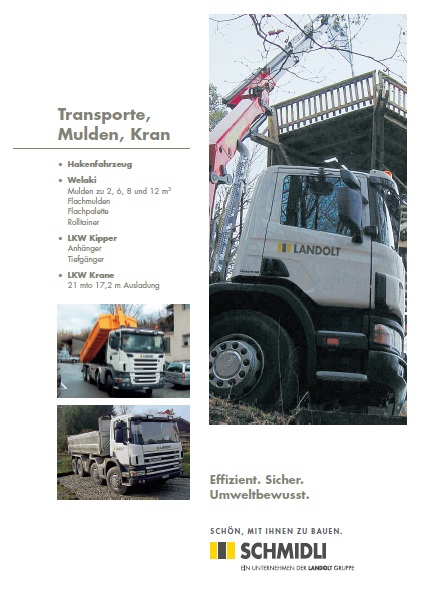 Transporte,
Mulden, Kran
▪ Hakenfahrzeug
▪ Welaki
Mulden zu 2, 6, 8 und 12 m³
Flachmulden
Flachpalette
Rolltainer
▪ LKW Kipper
Anhänger
Tiefgänger
▪ LKW Krane
21 mto 17,2 m Ausladung
LANDOLT
Effizient. Sicher.
Umweltbewusst.
SCHÖN, MIT IHNEN ZU BAUEN.
SCHMIDLI
EIN UNTERNEHMEN DER LANDOLT GRUPPE